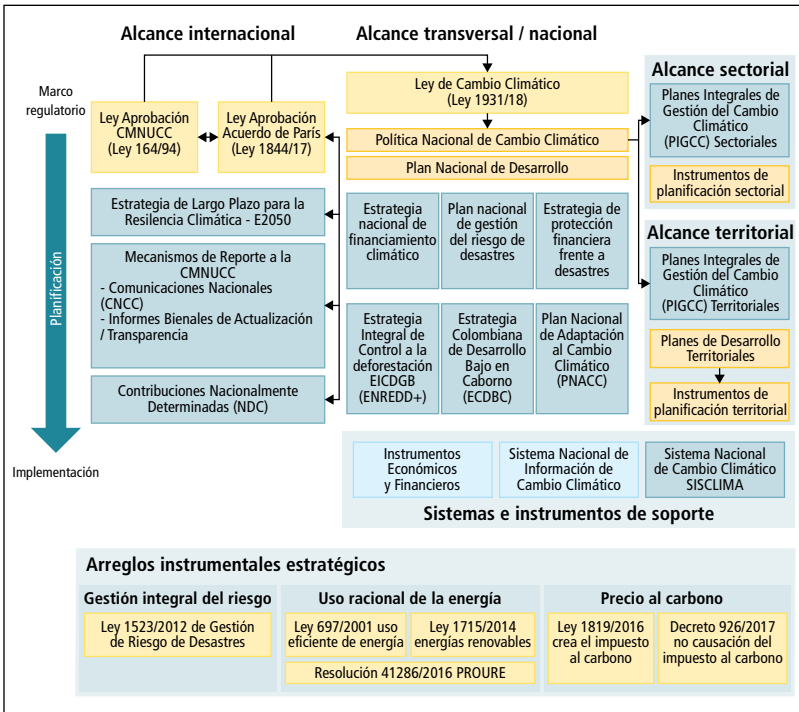 Alcance internacional
Alcance transversal / nacional
Marco
regulatorio
Planificación
Implementación
Ley Aprobación
CMNUCC
(Ley 164/94)
Ley Aprobación
Acuerdo de París
(Ley 1844/17)
Estrategia de Largo Plazo para la
Resilencia Climática - E2050
Mecanismos de Reporte a la
CMNUCC
- Comunicaciones Nacionales
(CNCC)
- Informes Bienales de Actualización
/ Transparencia
Contribuciones Nacionalmente
Determinadas (NDC)
Ley de Cambio Climático
(Ley 1931/18)
Política Nacional de Cambio Climático
Plan Nacional de Desarrollo
Estrategia
nacional de
financiamiento
climático
Plan nacional
de gestión
del riesgo de
desastres
Estrategia de
protección
financiera
frente a
desastres
Estrategia
Integral de
Control a la
deforestación
EICDGB
(ENREDD+)
Estrategia
Colombiana
de Desarrollo
Bajo en
Caborno
(ECDBC)
Plan Nacional
de Adaptación
al Cambio
Climático
(PNACC)
Alcance sectorial
Planes Integrales de
Gestión del Cambio
Climático
(PIGCC) Sectoriales
Instrumentos de
planificación sectorial
Alcance territorial
Planes Integrales de
Gestión del Cambio
Climático
(PIGCC) Territoriales
Planes de Desarrollo
Territoriales
Instrumentos de
planificación territorial
Instrumentos
Económicos
y Financieros
Sistema Nacional de
Información de
Cambio Climático
Sistema Nacional
de Cambio Climático
SISCLIMA
Sistemas e instrumentos de soporte
Arreglos instrumentales estratégicos
Gestión integral del riesgo
Ley 1523/2012 de Gestión
de Riesgo de Desastres
Uso racional de la energía
Ley 697/2001 uso
eficiente de energía
Ley 1715/2014
energías renovables
Resolución 41286/2016 PROURE
Precio al carbono
Ley 1819/2016
crea el impuesto
al carbono
Decreto 926/2017
no causación del
impuesto al carbono